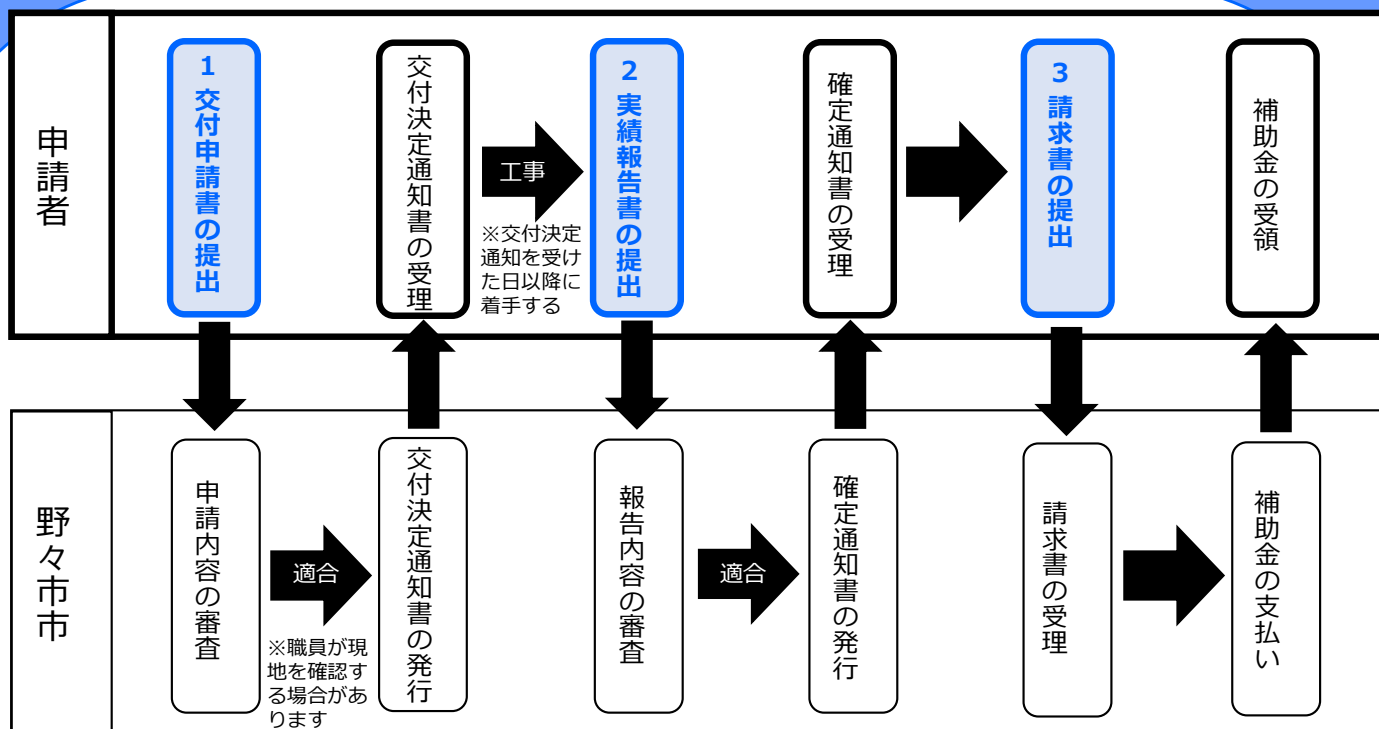 申請者
1 交付申請書の提出
交付決定通知書の受理
工事
※交付決定
通知を受け
た日以降に
着手する
2 実績報告書の提出
確定通知書の受理
3 請求書の提出
補助金の受領
野々市市
申請内容の審査
適合
※職員が現
地を確認す
る場合があ
ります
交付決定通知書の発行
報告内容の審査
適合
確定通知書の発行
請求書の受理
補助金の支払い